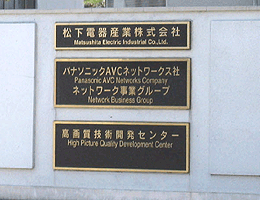 松下電器産業株式会社
Matsushita Electric Industrial Co.,Ltd.
パナソニックAVCネットワークス社
Panasonic AVC Networks Company
ネットワーク事業グループ
Network Business Group
高画質技術開発センター
High Picture Quality Development Center